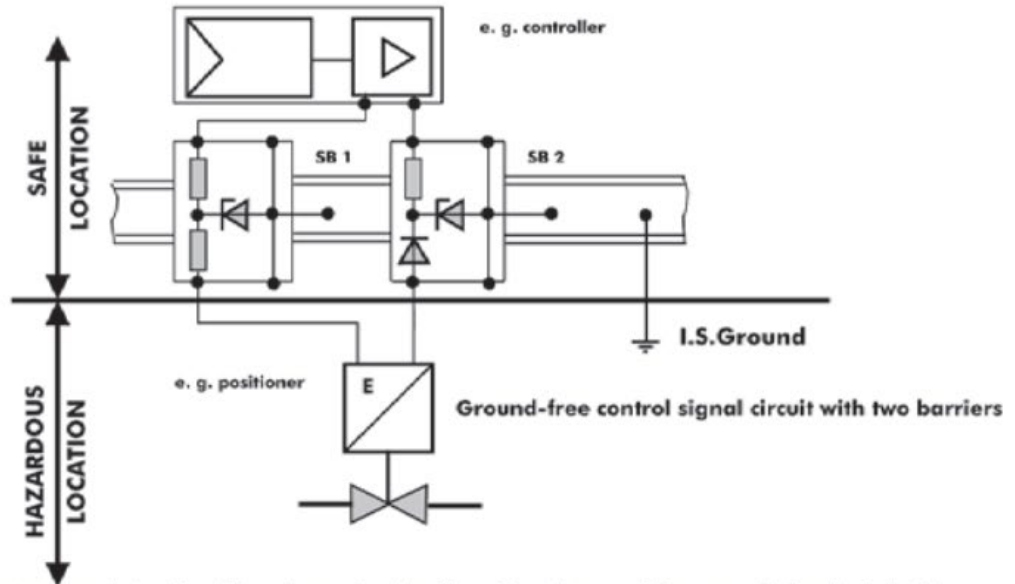 e. g. controller
SAFE
LOCATION
SB 1
SB 2
I.S.Ground
e. g. positioner
E
Ground-free control signal circuit with two barriers
HAZARDOUS
LOCATION